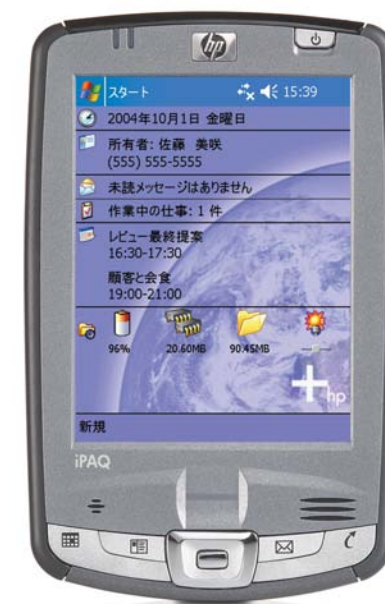 hp
スタート 15:39
2004年10月1日 金曜日
所有者: 佐藤 美咲
(555) 555-5555
未読メッセージはありません
作業中の仕事: 1 件
レビュー最終提案
16:30-17:30
顧客と会食
19:00-21:00
96% 20.60MB 90.45MB
hp
新規
iPAQ